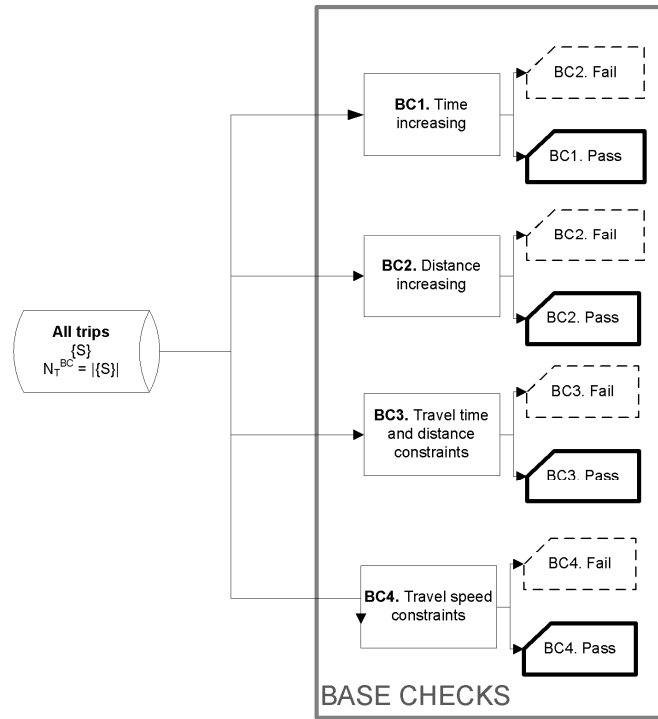 All trips
{S}
N_T^BC = |{S}|
BC1. Time
increasing
BC2. Fail
BC1. Pass
BC2. Distance
increasing
BC2. Fail
BC2. Pass
BC3. Travel time
and distance
constraints
BC3. Fail
BC3. Pass
BC4. Travel speed
constraints
BC4. Fail
BC4. Pass
BASE CHECKS